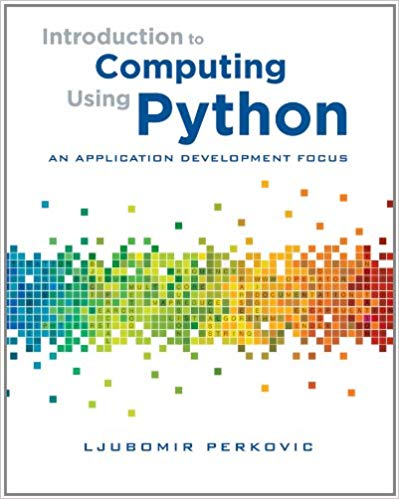 Introduction to
Computing
Using Python
AN APPLICATION DEVELOPMENT FOCUS
LJUBOMIR PERKOVIC